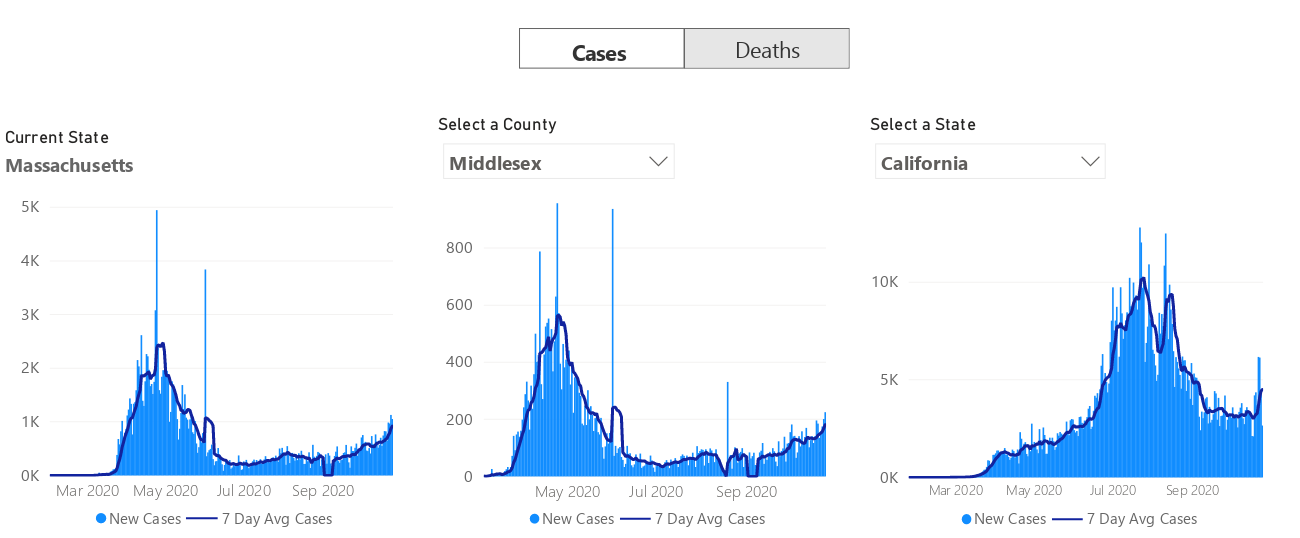 Cases
Deaths
Current State
Massachusetts
5K
4K
3K
2K
1K
0K
Mar 2020 May 2020 Jul 2020 Sep 2020
New Cases 7 Day Avg Cases
Select a County
Middlesex
800
600
400
200
0
May 2020 Jul 2020 Sep 2020
New Cases 7 Day Avg Cases
Select a State
California
10K
5K
0K
Mar 2020 May 2020 Jul 2020 Sep 2020
New Cases 7 Day Avg Cases